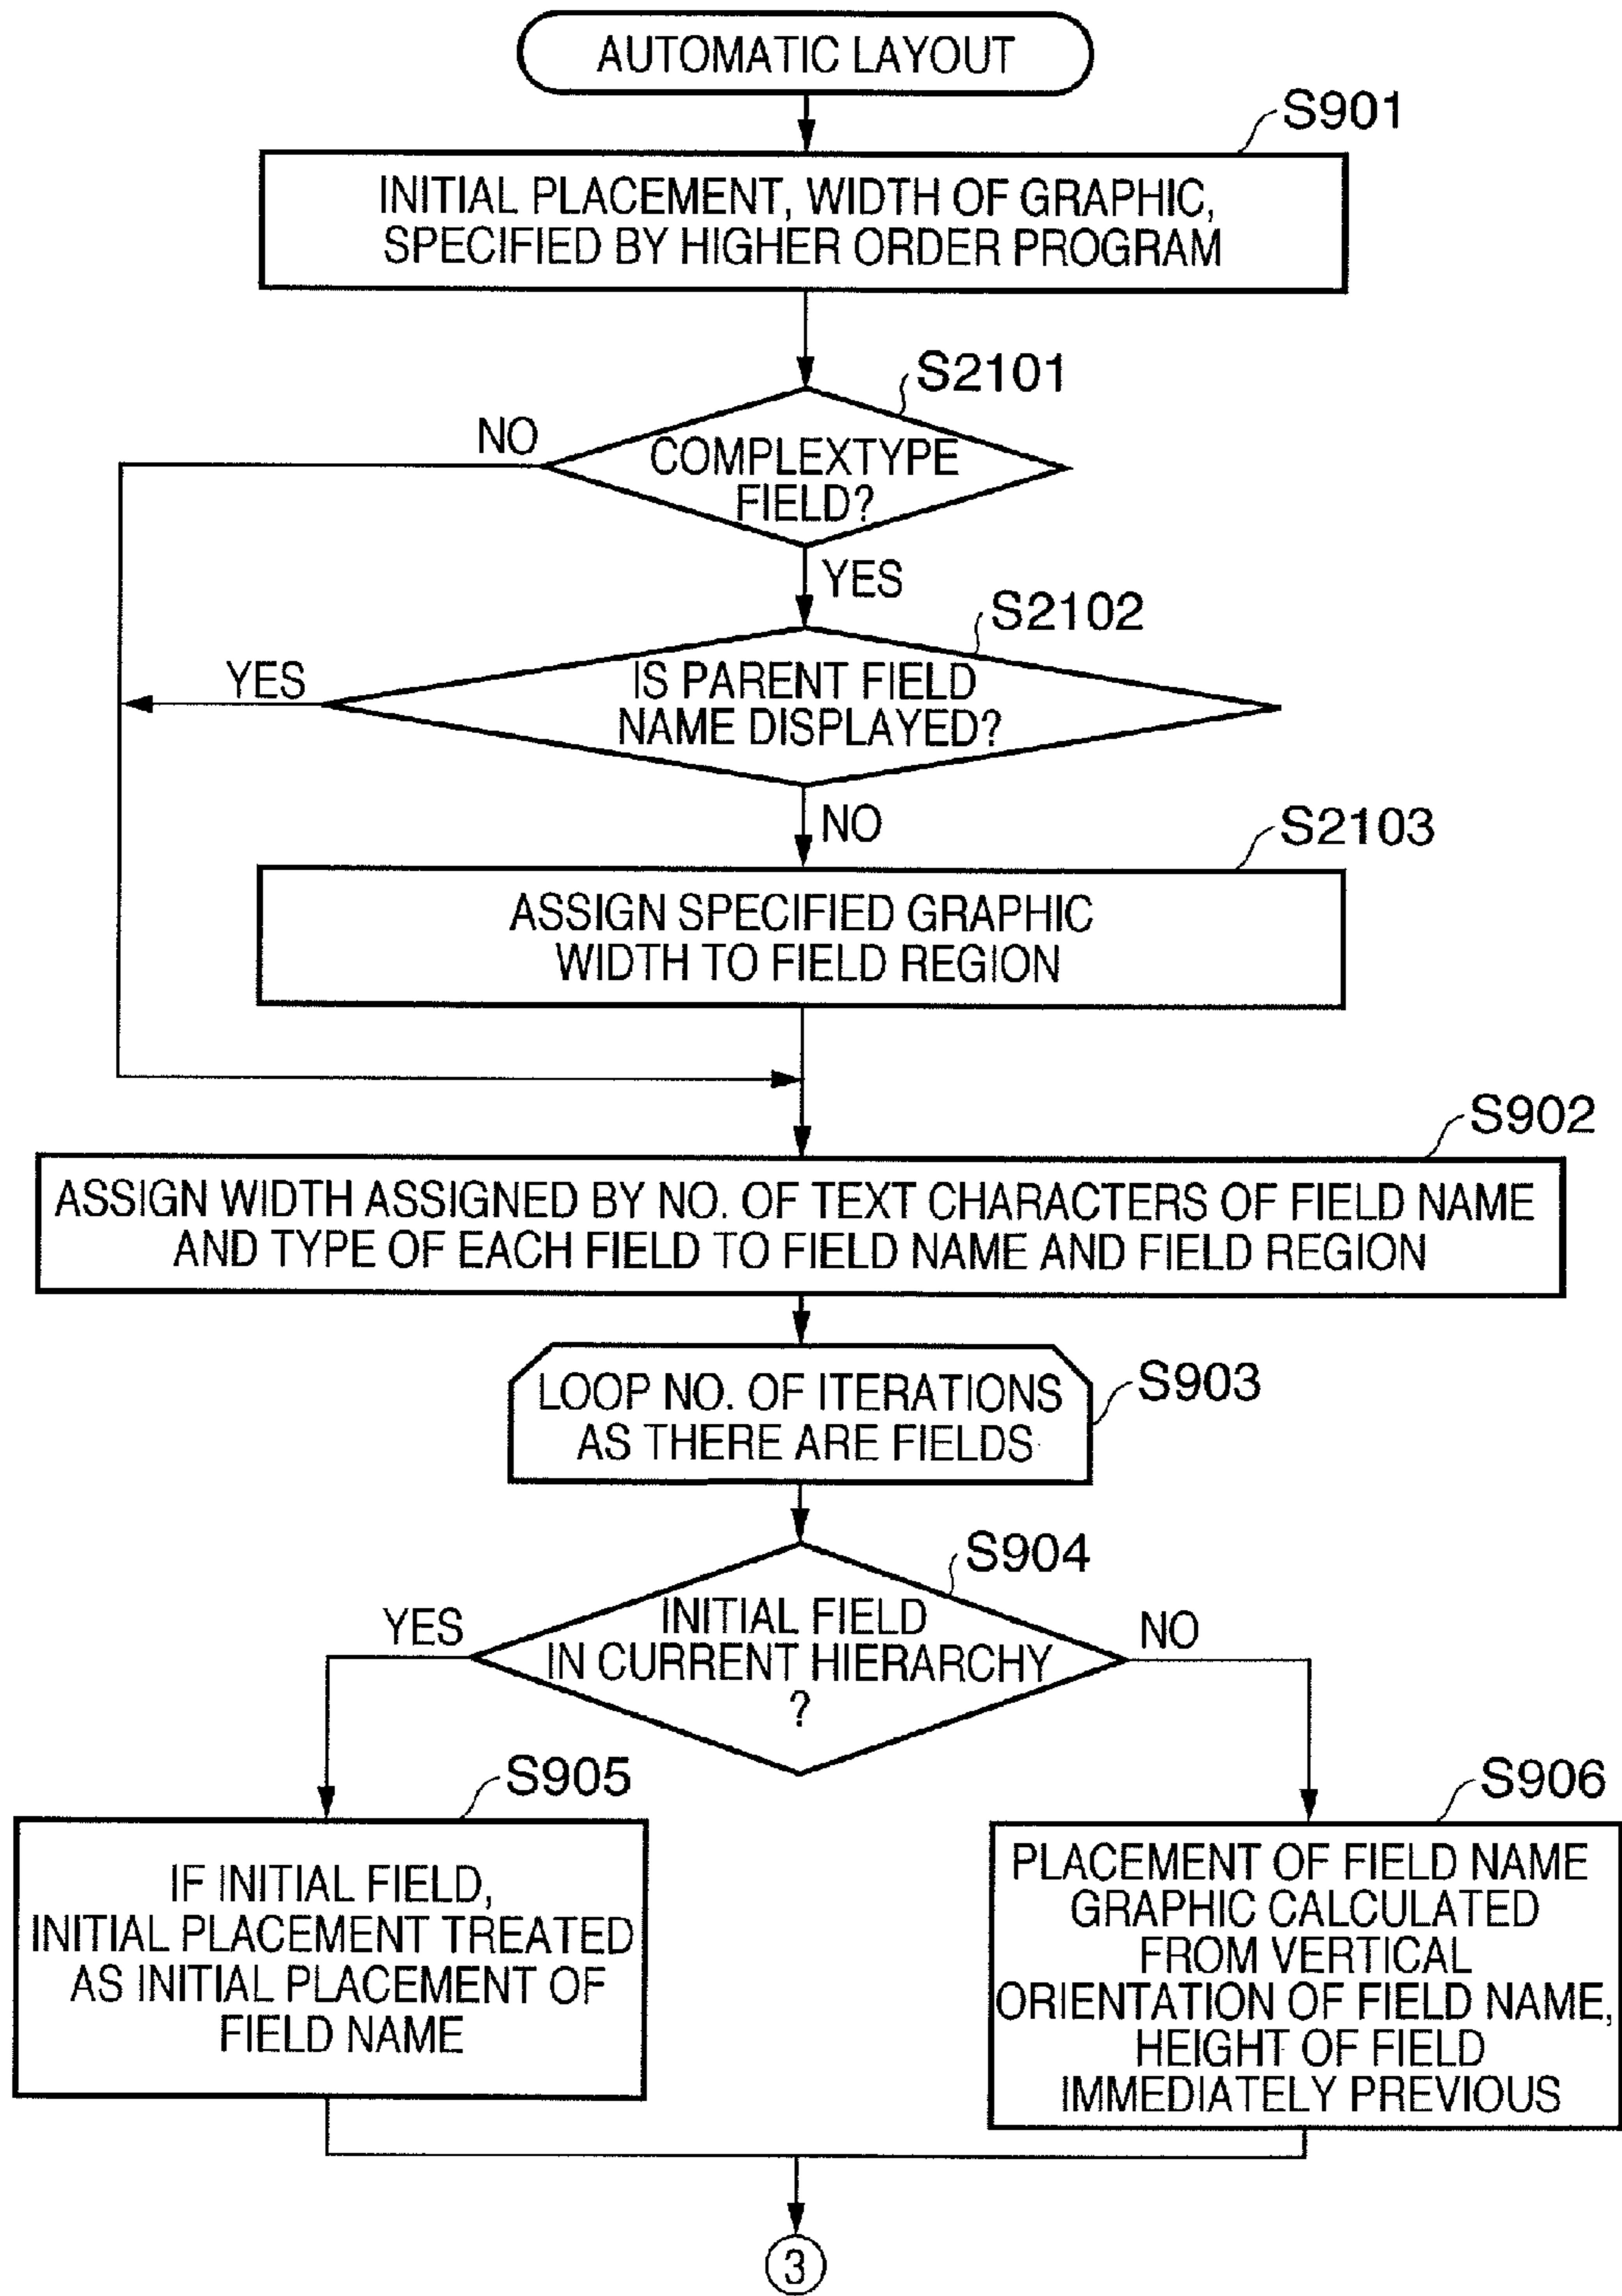 AUTOMATIC LAYOUT
S901
INITIAL PLACEMENT, WIDTH OF GRAPHIC,
SPECIFIED BY HIGHER ORDER PROGRAM
S2101
NO
COMPLEXTYPE
FIELD?
YES
S2102
YES
IS PARENT FIELD
NAME DISPLAYED?
NO
S2103
ASSIGN SPECIFIED GRAPHIC
WIDTH TO FIELD REGION
S902
ASSIGN WIDTH ASSIGNED BY NO. OF TEXT CHARACTERS OF FIELD NAME
AND TYPE OF EACH FIELD TO FIELD NAME AND FIELD REGION
S903
LOOP NO. OF ITERATIONS
AS THERE ARE FIELDS
S904
YES
INITIAL FIELD
IN CURRENT HIERARCHY
?
NO
S905
IF INITIAL FIELD,
INITIAL PLACEMENT TREATED
AS INITIAL PLACEMENT OF
FIELD NAME
S906
PLACEMENT OF FIELD NAME
GRAPHIC CALCULATED
FROM VERTICAL
ORIENTATION OF FIELD NAME,
HEIGHT OF FIELD
IMMEDIATELY PREVIOUS
3